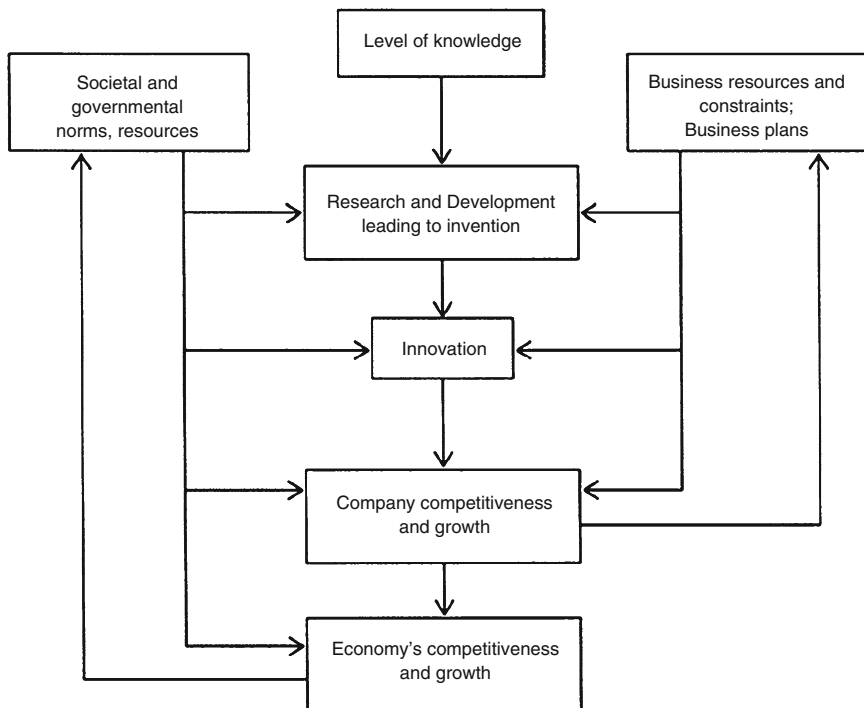 Level of knowledge
Societal and
governmental
norms, resources
Business resources and
constraints;
Business plans
Research and Development
leading to invention
Innovation
Company competitiveness
and growth
Economy’s competitiveness
and growth